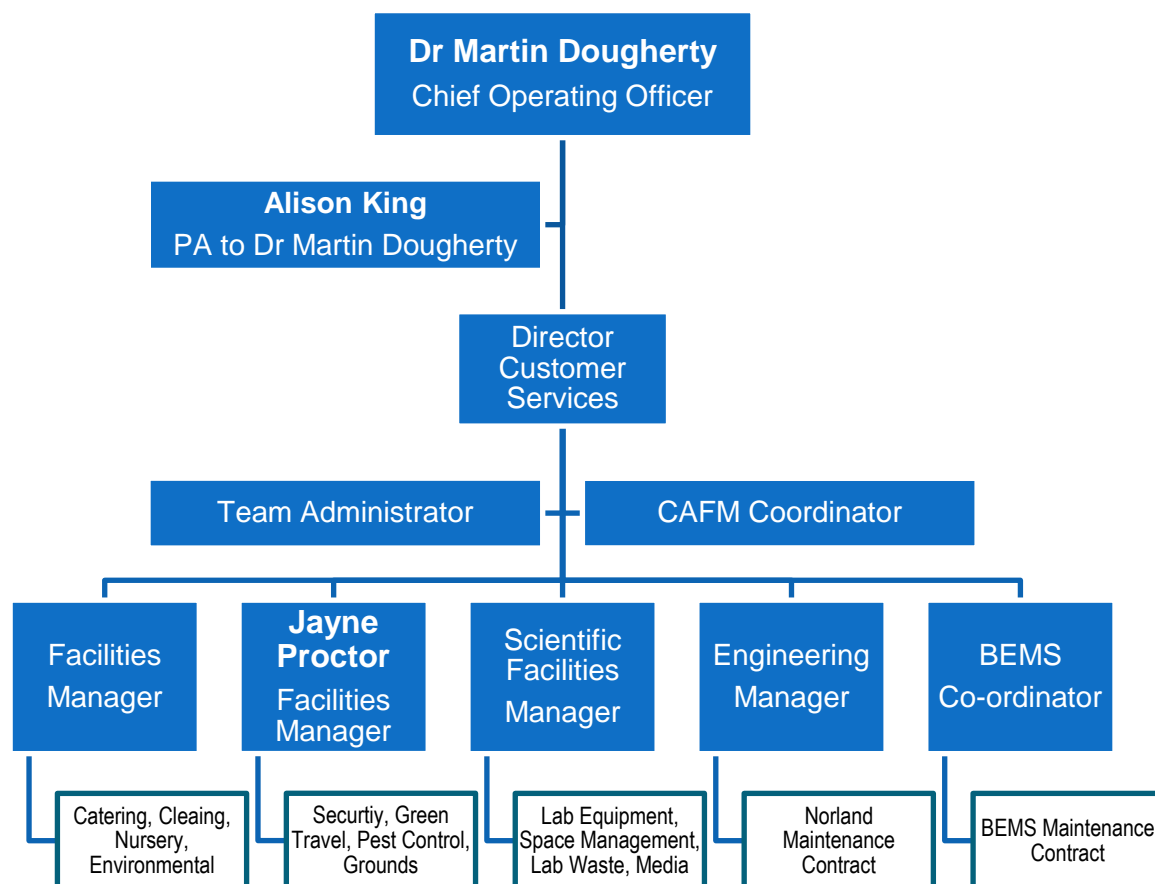 Dr Martin Dougherty
Chief Operating Officer
Alison King
PA to Dr Martin Dougherty
Director
Customer
Services
Team Administrator
CAFM Coordinator
Facilities
Manager
Jayne
Proctor
Facilities
Manager
Scientific
Facilities
Manager
Engineering
Manager
BEMS
Co-ordinator
Catering, Cleaing,
Nursery,
Environmental
Securtiy, Green
Travel, Pest Control,
Grounds
Lab Equipment,
Space Management,
Lab Waste, Media
Norland
Maintenance
Contract
BEMS Maintenance
Contract